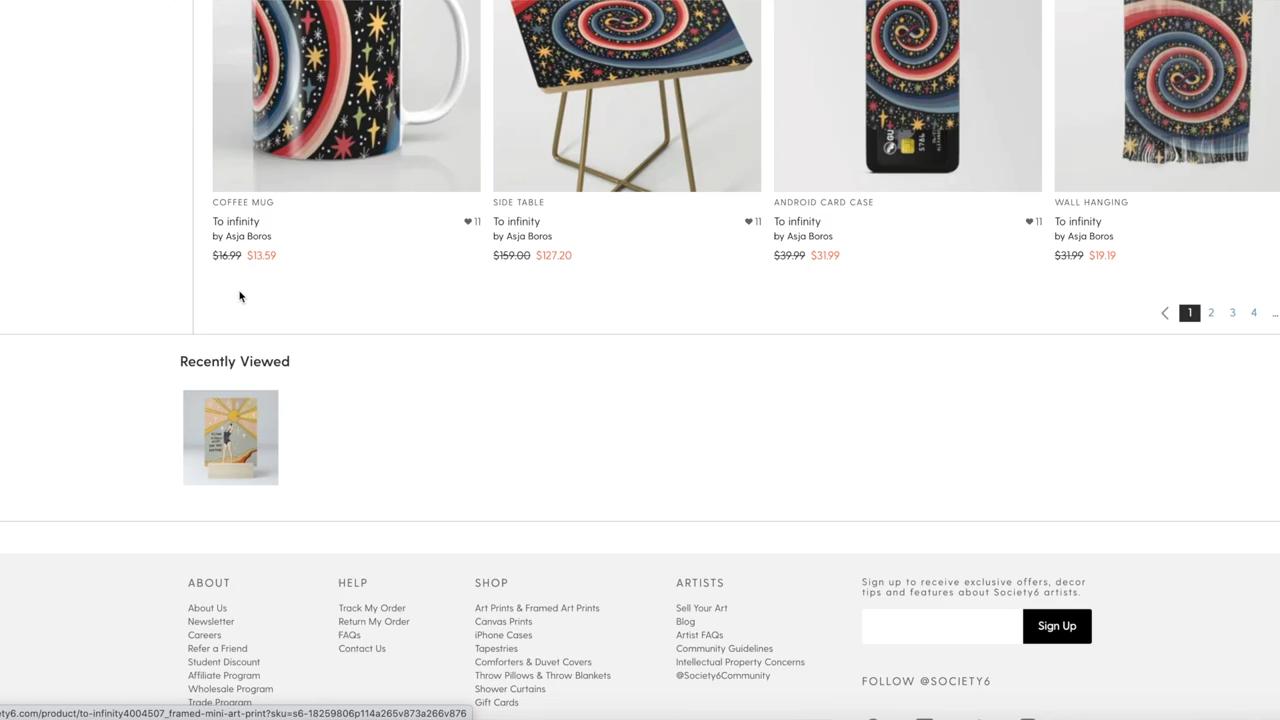 COFFEE MUG
To infinity
11
by Asja Boros
$16.99 $13.59
SIDE TABLE
To infinity
11
by Asja Boros
$159.00 $127.20
ANDROID CARD CASE
To infinity
11
by Asja Boros
$39.99 $31.99
WALL HANGING
To infinity
by Asja Boros
$31.99 $19.19
1 2 3 4 ...
Recently Viewed
ABOUT
About Us
Newsletter
Careers
Refer a Friend
Student Discount
Affiliate Program
Wholesale Program
Trade Program
HELP
Track My Order
Return My Order
FAQs
Contact Us
SHOP
Art Prints & Framed Art Prints
Canvas Prints
iPhone Cases
Tapestries
Comforters & Duvet Covers
Throw Pillows & Throw Blankets
Shower Curtains
Gift Cards
ARTISTS
Sell Your Art
Blog
Artist FAQs
Community Guidelines
Intellectual Property Concerns
@Society6Community
Sign up to receive exclusive offers, decor
tips and features about Society6 artists.
Sign Up
FOLLOW @SOCIETY6
ety6.com/product/to-infinity4004507_framed-mini-art-print?sku=s6-18259806p114a265v873a266v876